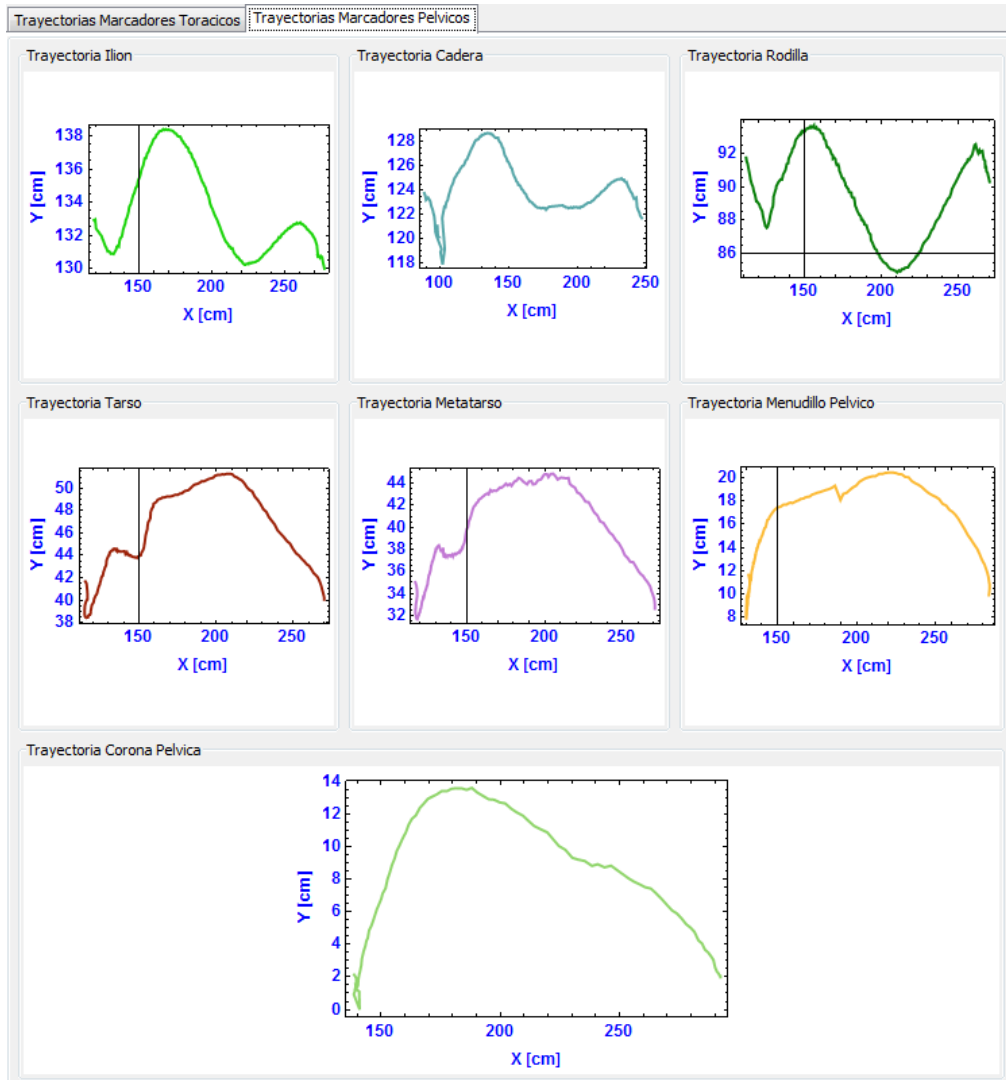 Trayectorias Marcadores Toracicos Trayectorias Marcadores Pelvicos
Trayectoria Ilion
138
136
134
132
130
Y [cm]
150 200 250
X [cm]
Trayectoria Cadera
128
126
124
122
120
118
Y [cm]
100 150 200 250
X [cm]
Trayectoria Rodilla
92
90
88
86
Y [cm]
150 200 250
X [cm]
Trayectoria Tarso
50
48
46
44
42
40
38
Y [cm]
150 200 250
X [cm]
Trayectoria Metatarso
44
42
40
38
36
34
32
Y [cm]
150 200 250
X [cm]
Trayectoria Menudillo Pelvico
20
18
16
14
12
10
8
Y [cm]
150 200 250
X [cm]
Trayectoria Corona Pelvica
14
12
10
8
6
4
2
0
Y [cm]
150 200 250
X [cm]